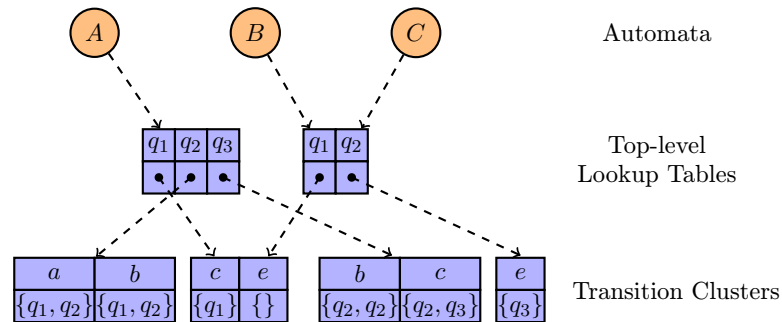 A B C Automata
q₁ q₂ q₃ q₁ q₂ Top-level
Lookup Tables
a b c e b c e
{q₁, q₂} {q₁, q₂} {q₁} {} {q₂, q₂} {q₂, q₃} {q₃} Transition Clusters